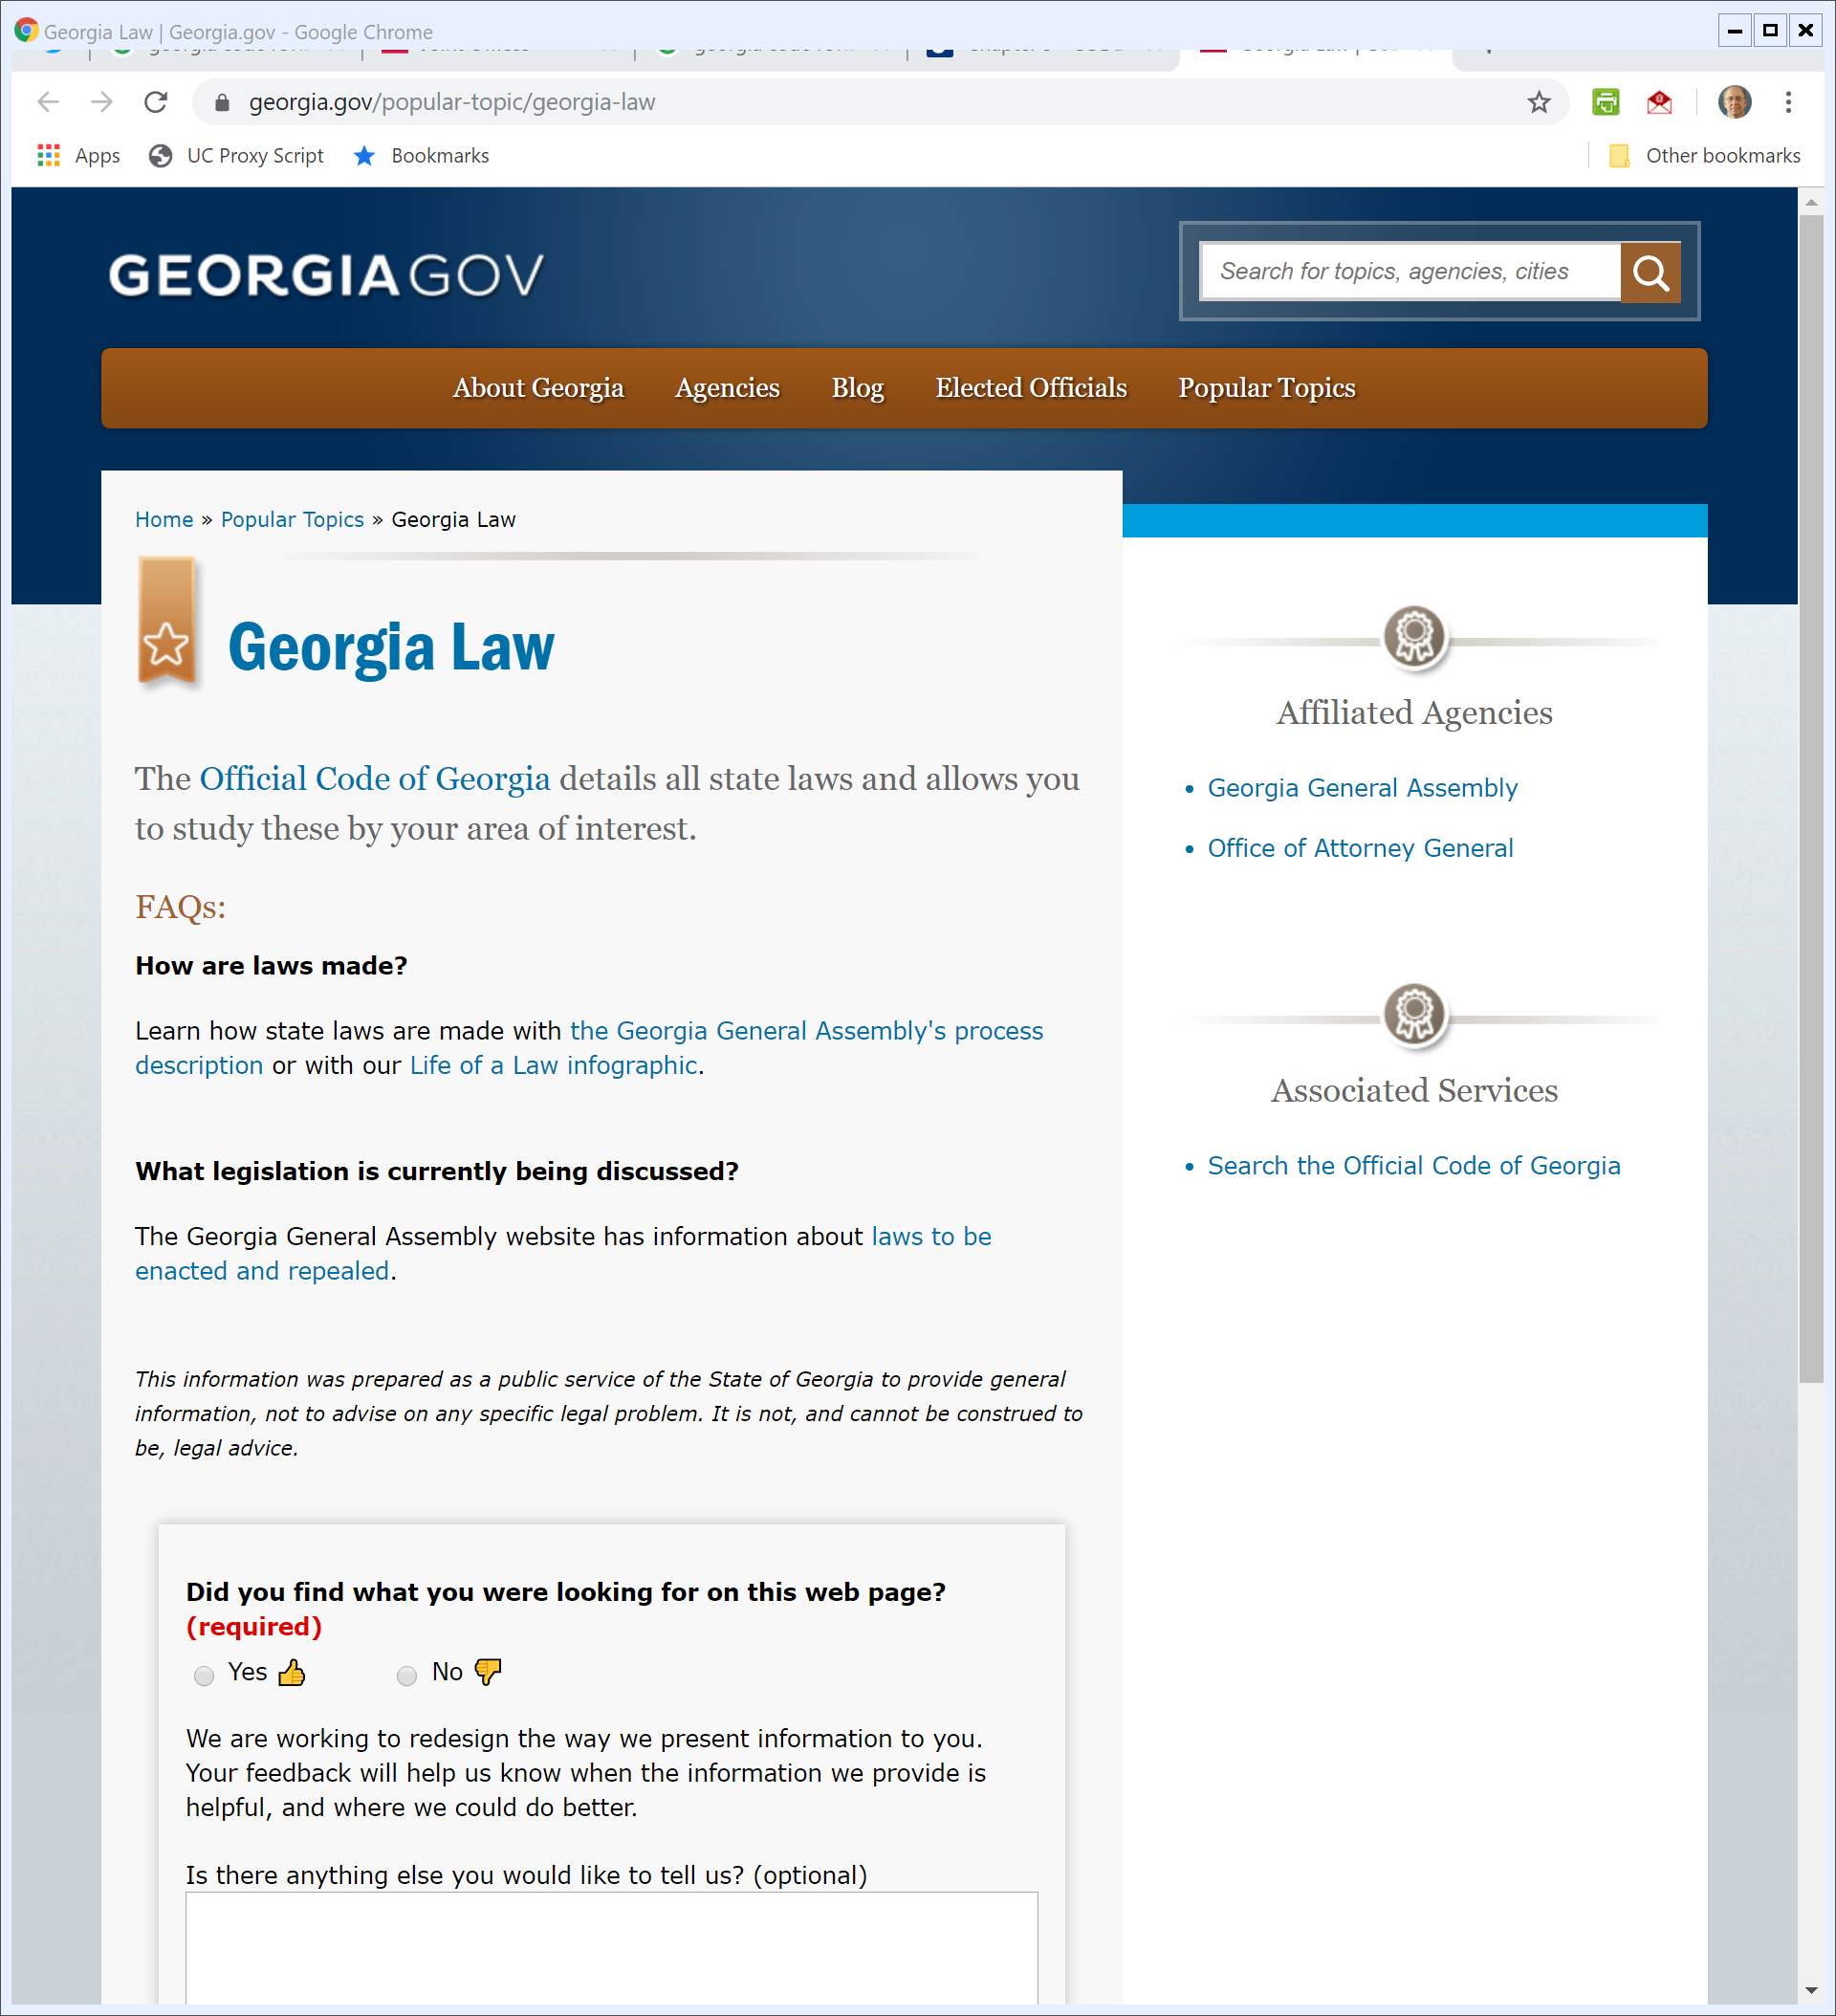 Georgia Law | Georgia.gov - Google Chrome
georgia.gov/popular-topic/georgia-law
Apps
UC Proxy Script
Bookmarks
Other bookmarks
GEORGIAGOV
Search for topics, agencies, cities
About Georgia
Agencies
Blog
Elected Officials
Popular Topics
Home » Popular Topics » Georgia Law
Georgia Law
The Official Code of Georgia details all state laws and allows you
to study these by your area of interest.
FAQs:
How are laws made?
Learn how state laws are made with the Georgia General Assembly's process
description or with our Life of a Law infographic.
What legislation is currently being discussed?
The Georgia General Assembly website has information about laws to be
enacted and repealed.
This information was prepared as a public service of the State of Georgia to provide general
information, not to advise on any specific legal problem. It is not, and cannot be construed to
be, legal advice.
Did you find what you were looking for on this web page?
(required)
Yes
No
We are working to redesign the way we present information to you.
Your feedback will help us know when the information we provide is
helpful, and where we could do better.
Is there anything else you would like to tell us? (optional)
Affiliated Agencies
• Georgia General Assembly
• Office of Attorney General
Associated Services
• Search the Official Code of Georgia